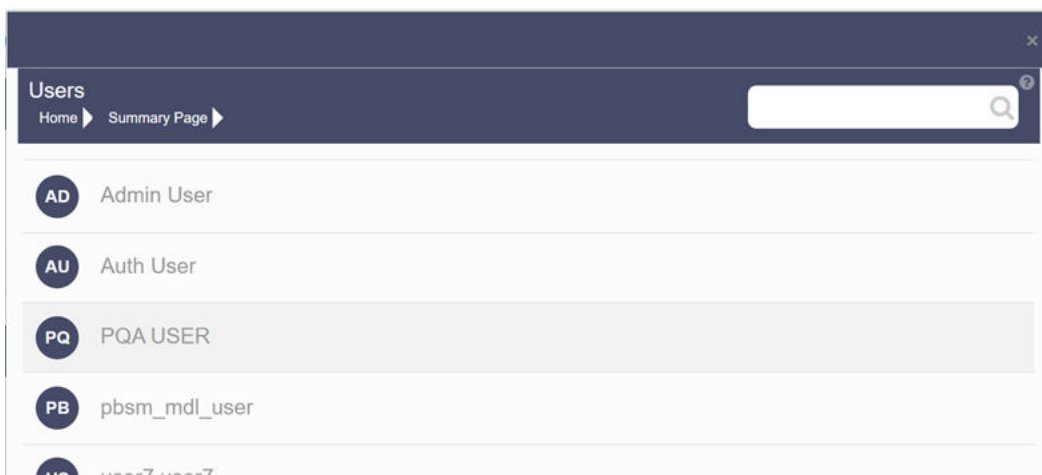 ×
Users
?
Home Summary Page
AD Admin User
AU Auth User
PQ PQA USER
PB pbsm_mdl_user